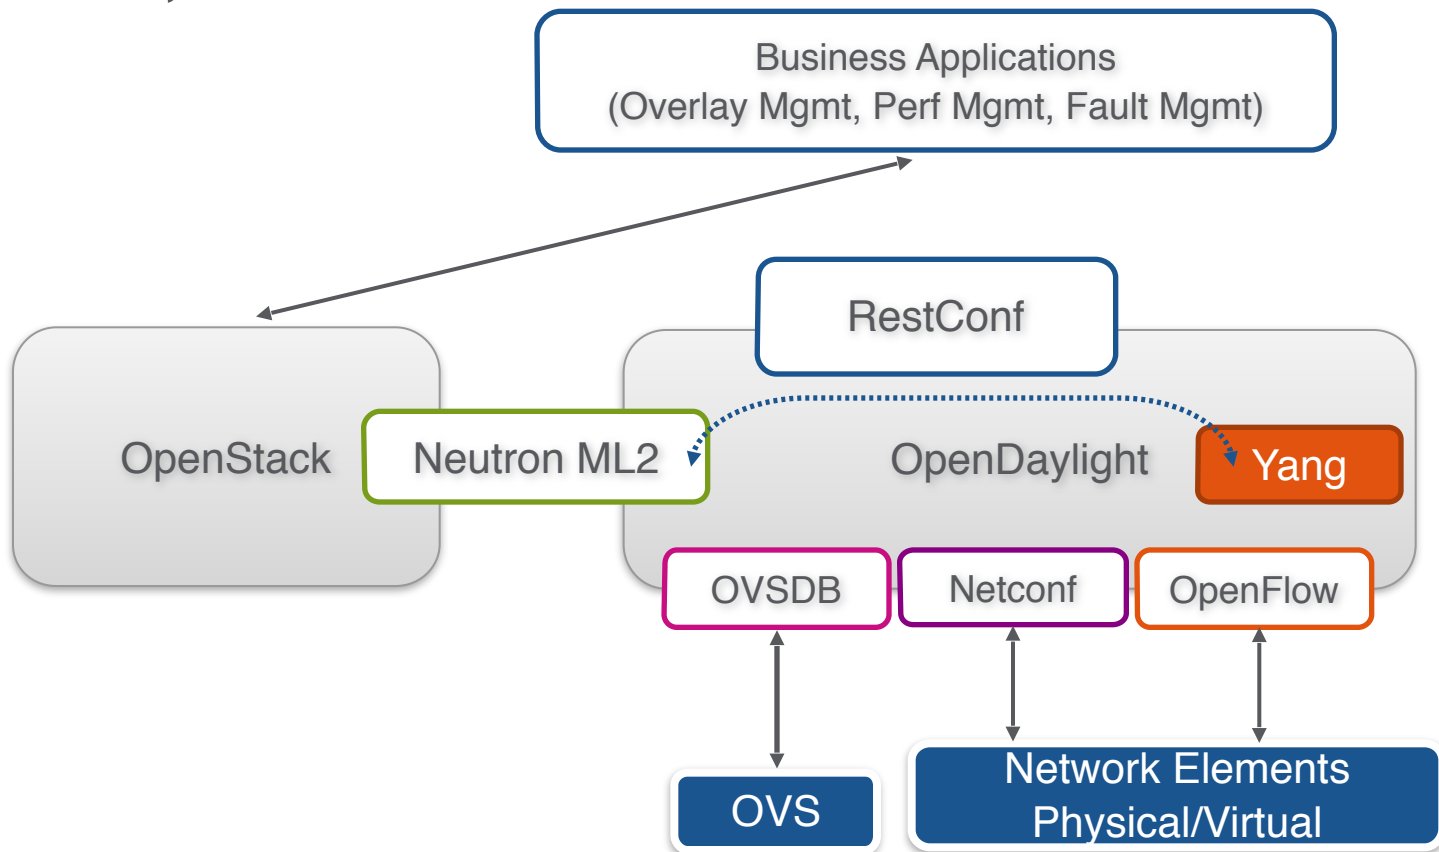 Business Applications
(Overlay Mgmt, Perf Mgmt, Fault Mgmt)
RestConf
OpenStack
Neutron ML2
OpenDaylight
Yang
OVSDB
Netconf
OpenFlow
OVS
Network Elements
Physical/Virtual